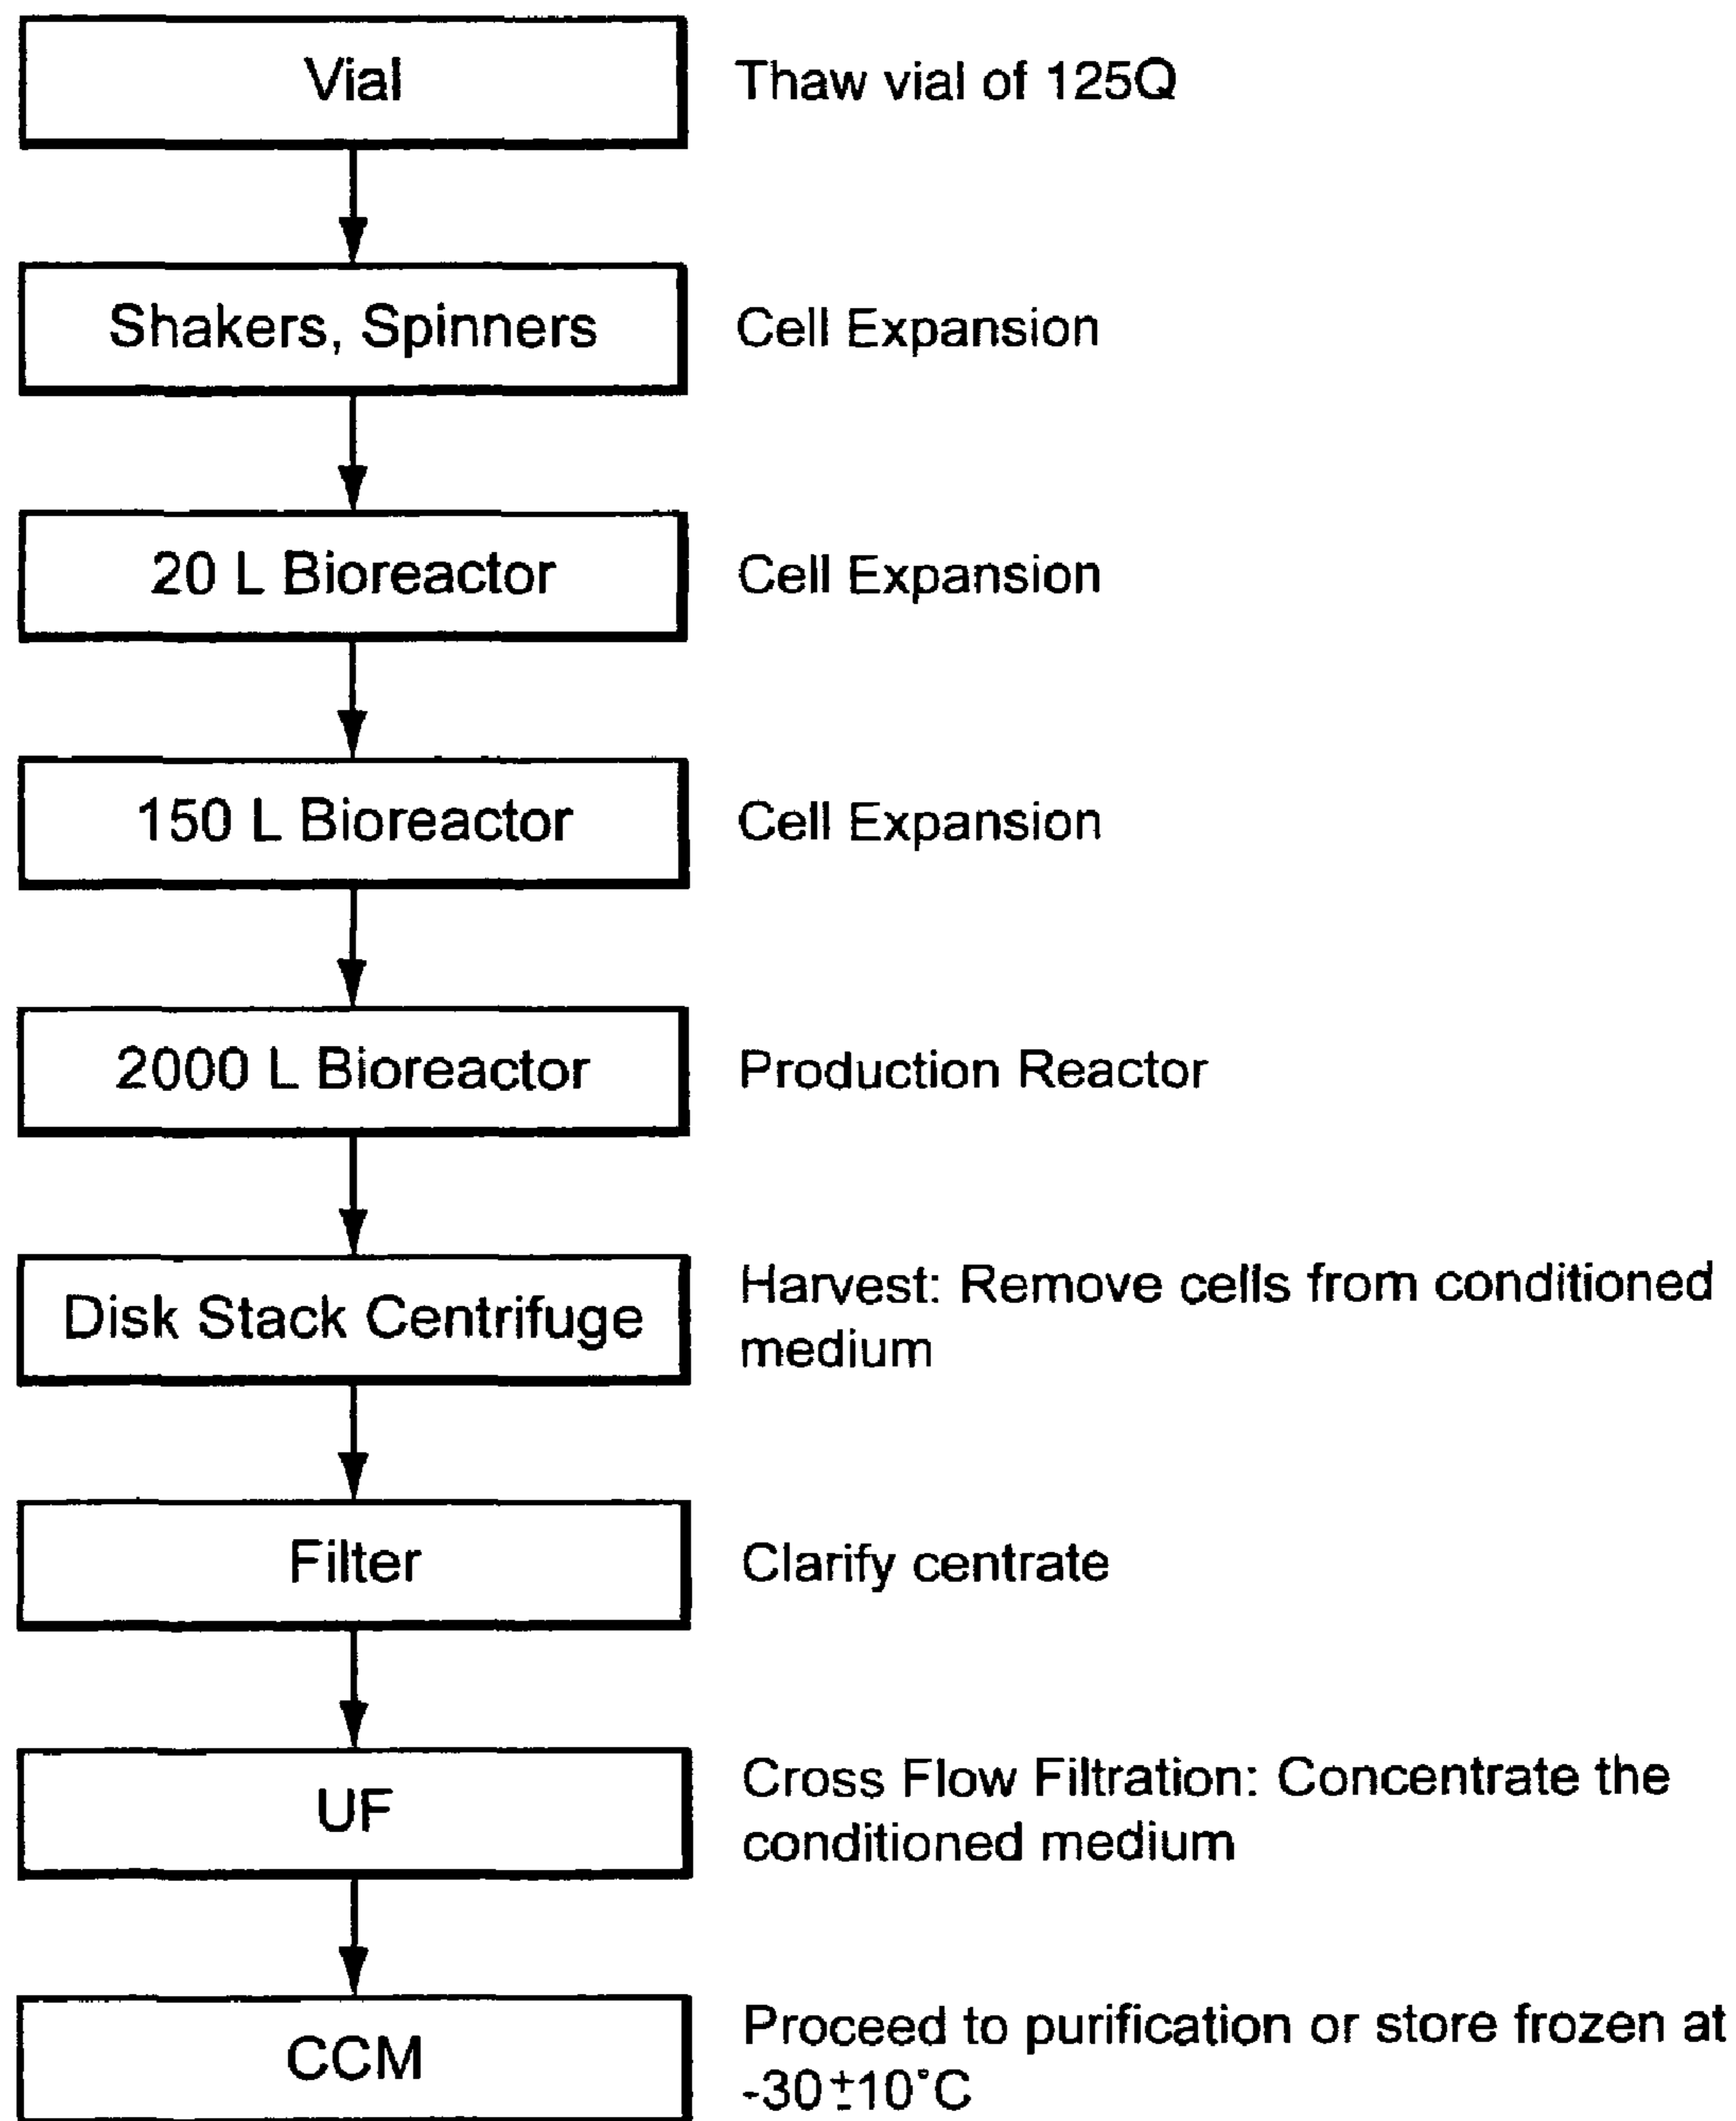 Vial
Thaw vial of 125Q
Shakers, Spinners
Cell Expansion
20 L Bioreactor
Cell Expansion
150 L Bioreactor
Cell Expansion
2000 L Bioreactor
Production Reactor
Disk Stack Centrifuge
Harvest: Remove cells from conditioned
medium
Filter
Clarify centrate
UF
Cross Flow Filtration: Concentrate the
conditioned medium
CCM
Proceed to purification or store frozen at
-30±10°C